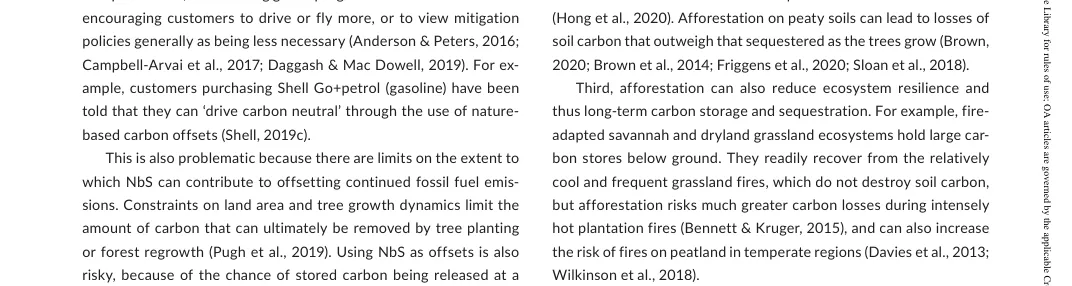 encouraging customers to drive or fly more, or to view mitigation
policies generally as being less necessary (Anderson & Peters, 2016;
Campbell-Arvai et al., 2017; Daggash & Mac Dowell, 2019). For ex-
ample, customers purchasing Shell Go+petrol (gasoline) have been
told that they can ‘drive carbon neutral’ through the use of nature-
based carbon offsets (Shell, 2019c).
This is also problematic because there are limits on the extent to
which NbS can contribute to offsetting continued fossil fuel emis-
sions. Constraints on land area and tree growth dynamics limit the
amount of carbon that can ultimately be removed by tree planting
or forest regrowth (Pugh et al., 2019). Using NbS as offsets is also
risky, because of the chance of stored carbon being released at a
(Hong et al., 2020). Afforestation on peaty soils can lead to losses of
soil carbon that outweigh that sequestered as the trees grow (Brown,
2020; Brown et al., 2014; Friggens et al., 2020; Sloan et al., 2018).
Third, afforestation can also reduce ecosystem resilience and
thus long-term carbon storage and sequestration. For example, fire-
adapted savannah and dryland grassland ecosystems hold large car-
bon stores below ground. They readily recover from the relatively
cool and frequent grassland fires, which do not destroy soil carbon,
but afforestation risks much greater carbon losses during intensely
hot plantation fires (Bennett & Kruger, 2015), and can also increase
the risk of fires on peatland in temperate regions (Davies et al., 2013;
Wilkinson et al., 2018).
Library for rules of use; OA articles are governed by the applicable